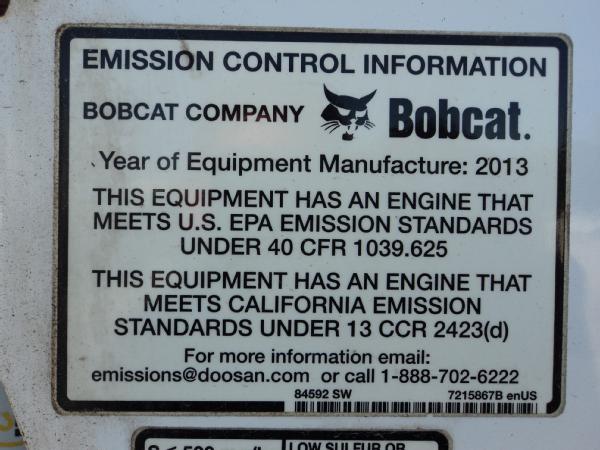 EMISSION CONTROL INFORMATION
BOBCAT COMPANY Bobcat.
Year of Equipment Manufacture: 2013
THIS EQUIPMENT HAS AN ENGINE THAT
MEETS U.S. EPA EMISSION STANDARDS
UNDER 40 CFR 1039.625
THIS EQUIPMENT HAS AN ENGINE THAT
MEETS CALIFORNIA EMISSION
STANDARDS UNDER 13 CCR 2423(d)
For more information email:
emissions@doosan.com or call 1-888-702-6222
84592 SW 7215867B enUS
LOW SULFUR OR